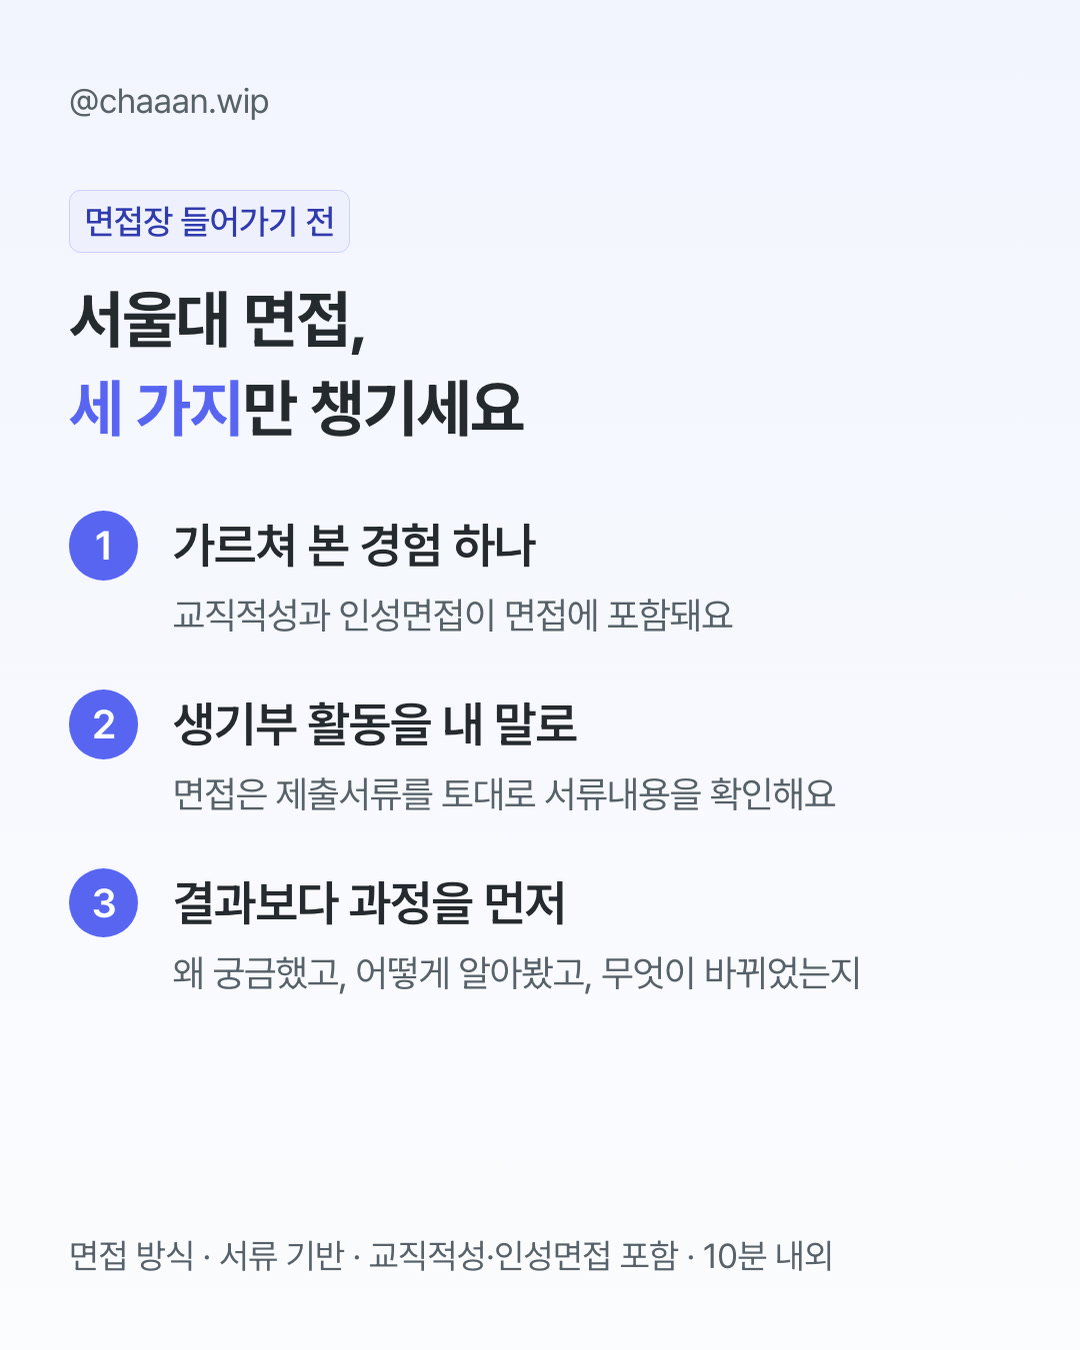 @chaaan.wip
면접장 들어가기 전
서울대 면접,
세 가지만 챙기세요
1 가르쳐 본 경험 하나
교직적성과 인성면접이 면접에 포함돼요
2 생기부 활동을 내 말로
면접은 제출서류를 토대로 서류내용을 확인해요
3 결과보다 과정을 먼저
왜 궁금했고, 어떻게 알아봤고, 무엇이 바뀌었는지
면접 방식 · 서류 기반 · 교직적성·인성면접 포함 · 10분 내외